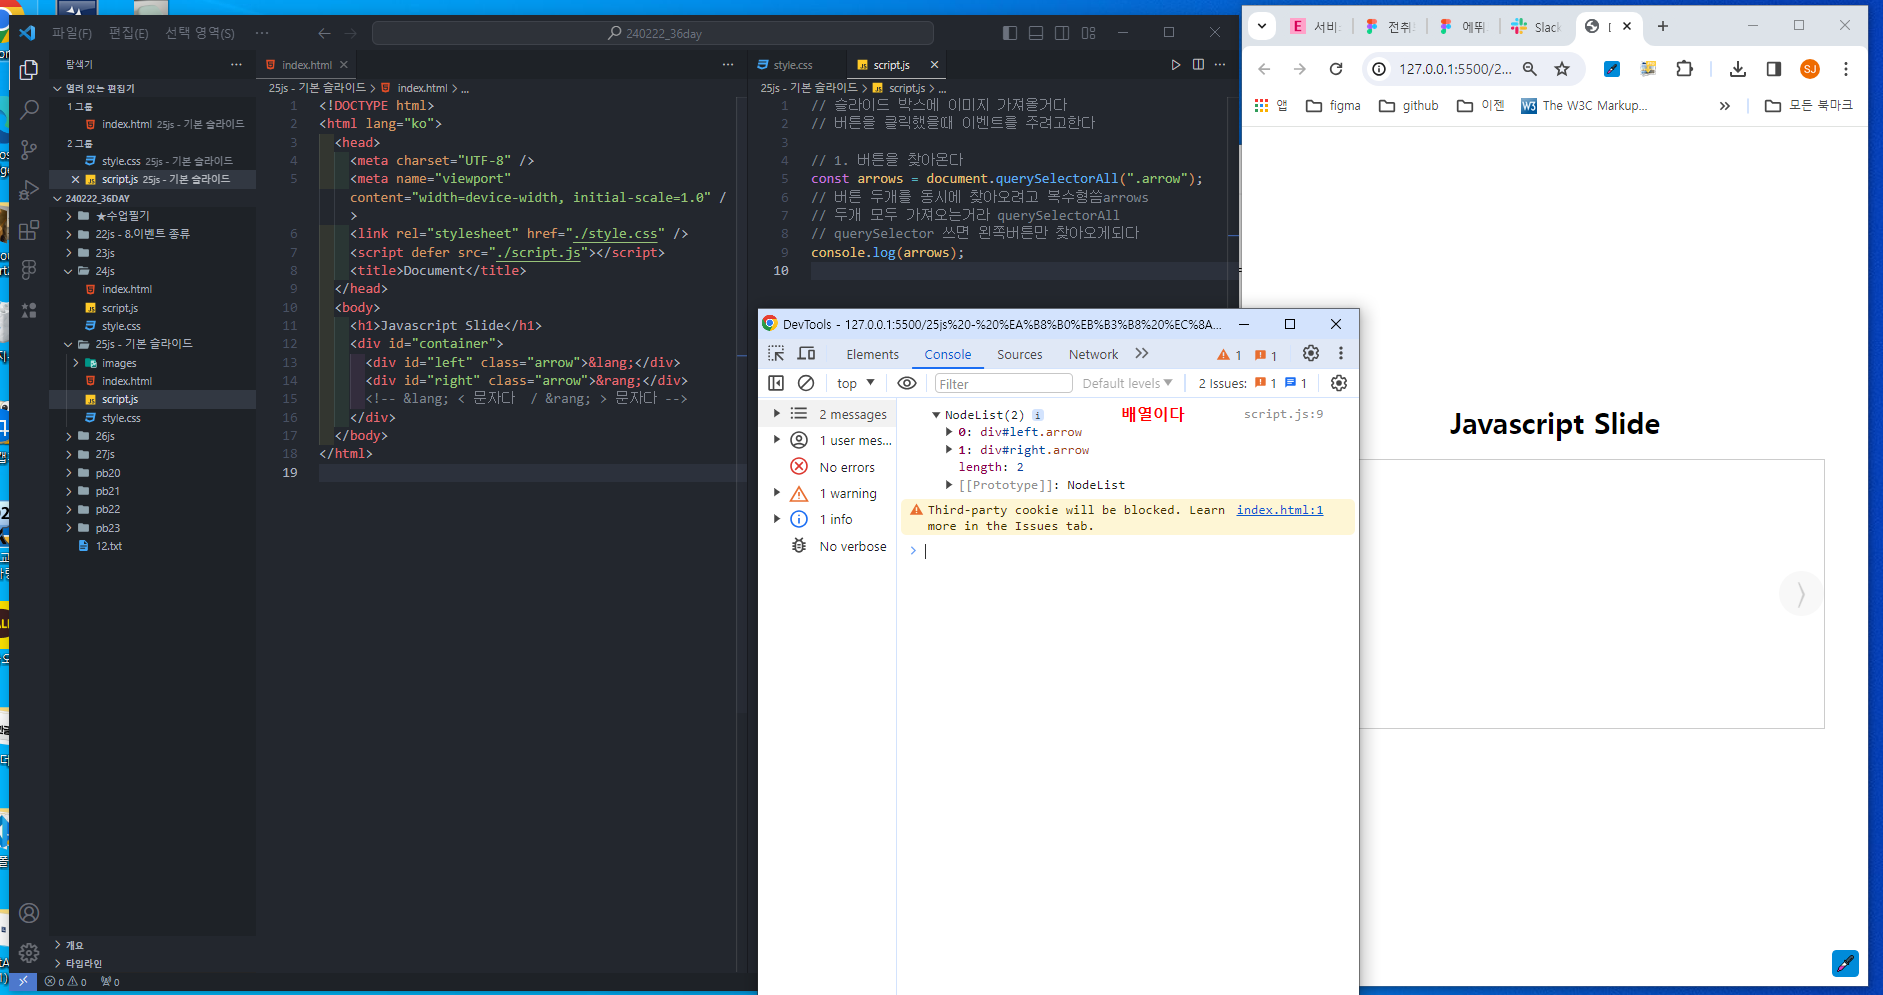 파일(F) 편집(E) 선택 영역(S) ···
240222_36day
탐색기 ···
열려 있는 편집기
1 그룹
index.html 25js - 기본 슬라이드
2 그룹
style.css 25js - 기본 슬라이드
script.js 25js - 기본 슬라이드
240222_36DAY
★수업필기
22js - 8.이벤트 종류
23js
24js
index.html
script.js
style.css
25js - 기본 슬라이드
images
index.html
script.js
style.css
26js
27js
pb20
pb21
pb22
pb23
12.txt
개요
타임라인
0 0 0
index.html
25js - 기본 슬라이드 > index.html > ...
1 <!DOCTYPE html>
2 <html lang="ko">
3 <head>
4 <meta charset="UTF-8" />
5 <meta name="viewport"
content="width=device-width, initial-scale=1.0" /
>
6 <link rel="stylesheet" href="./style.css" />
7 <script defer src="./script.js"></script>
8 <title>Document</title>
9 </head>
10 <body>
11 <h1>Javascript Slide</h1>
12 <div id="container">
13 <div id="left" class="arrow">&lang;</div>
14 <div id="right" class="arrow">&rang;</div>
15 <!-- &lang; < 문자다  / &rang; > 문자다 -->
16 </div>
17 </body>
18 </html>
19
style.css script.js
25js - 기본 슬라이드 > script.js > ...
1 // 슬라이드 박스에 이미지 가져올거다
2 // 버튼을 클릭했을때 이벤트를 주려고한다
3
4 // 1. 버튼을 찾아온다
5 const arrows = document.querySelectorAll(".arrow");
6 // 버튼 두개를 동시에 찾아오려고 복수형씀arrows
7 // 두개 모두 가져오는거라 querySelectorAll
8 // querySelector 쓰면 왼쪽버튼만 찾아오게되다
9 console.log(arrows);
10
DevTools - 127.0.0.1:5500/25js%20-%20%EA%B8%B0%EB%B3%B8%20%EC%8A...
Elements Console Sources Network 1 1
top Filter Default levels 2 Issues: 1 1
2 messages
1 user mes...
No errors
1 warning
1 info
No verbose
NodeList(2) i 배열이다 script.js:9
0: div#left.arrow
1: div#right.arrow
length: 2
[[Prototype]]: NodeList
Third-party cookie will be blocked. Learn index.html:1
more in the Issues tab.
서비 전취 에뛰 Slack
127.0.0.1:5500/2... SJ
앱 figma github 이젠 W3 The W3C Markup... » 모든 북마크
Javascript Slide
〉